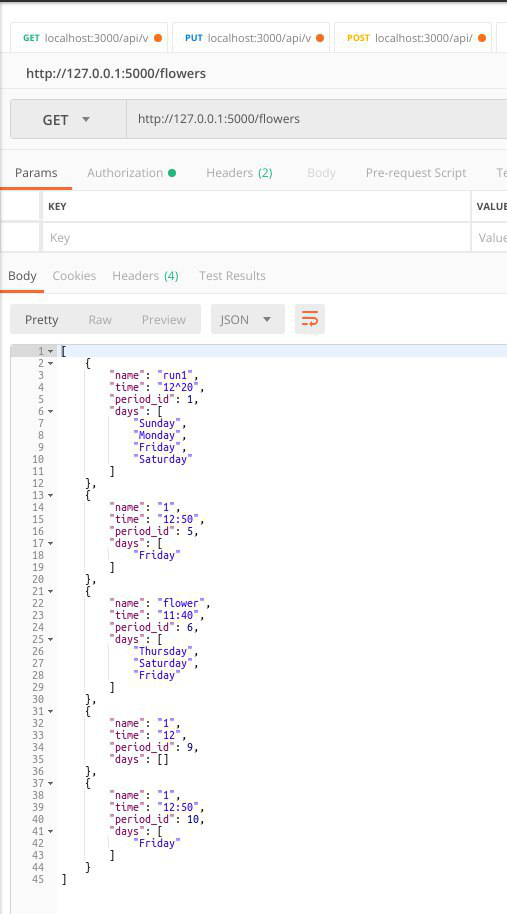 GET localhost:3000/api/v PUT localhost:3000/api/v POST localhost:3000/api/
http://127.0.0.1:5000/flowers
GET http://127.0.0.1:5000/flowers
Params Authorization Headers (2) Body Pre-request Script Te
KEY VALUE
Key Value
Body Cookies Headers (4) Test Results
Pretty Raw Preview JSON
1 [
2 {
3 "name": "run1",
4 "time": "12^20",
5 "period_id": 1,
6 "days": [
7 "Sunday",
8 "Monday",
9 "Friday",
10 "Saturday"
11 ]
12 },
13 {
14 "name": "1",
15 "time": "12:50",
16 "period_id": 5,
17 "days": [
18 "Friday"
19 ]
20 },
21 {
22 "name": "flower",
23 "time": "11:40",
24 "period_id": 6,
25 "days": [
26 "Thursday",
27 "Saturday",
28 "Friday"
29 ]
30 },
31 {
32 "name": "1",
33 "time": "12",
34 "period_id": 9,
35 "days": []
36 },
37 {
38 "name": "1",
39 "time": "12:50",
40 "period_id": 10,
41 "days": [
42 "Friday"
43 ]
44 }
45 ]